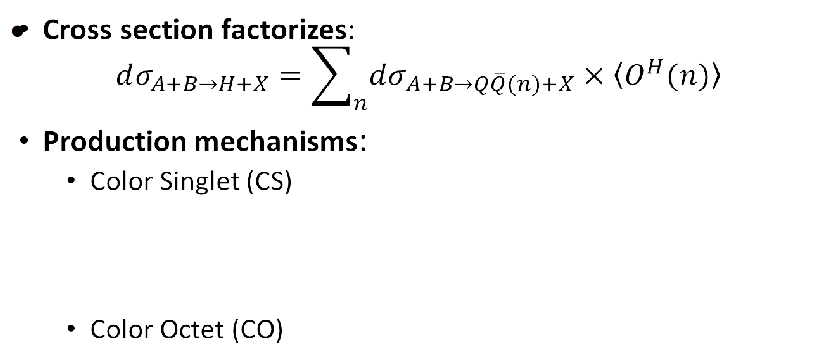 • Cross section factorizes:
dσ_{A+B→H+X} = ∑_n dσ_{A+B→QQ̄(n)+X} × ⟨O^H(n)⟩
• Production mechanisms:
• Color Singlet (CS)
• Color Octet (CO)